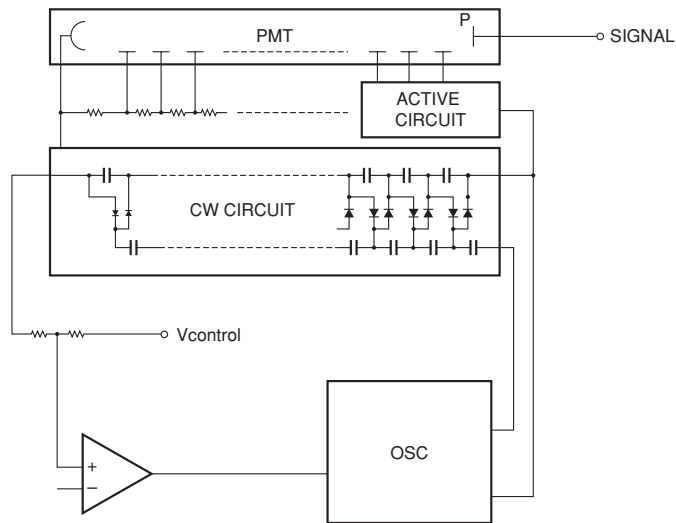 P
PMT
SIGNAL
ACTIVE
CIRCUIT
CW CIRCUIT
Vcontrol
OSC
+
−